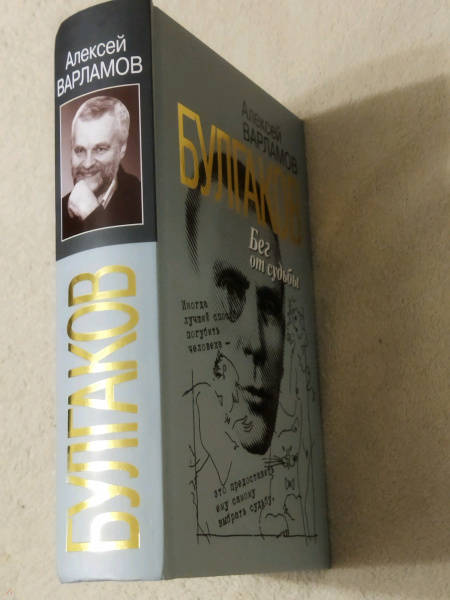 Алексей
ВАРЛАМОВ
БУЛГАКОВ
Алексей
ВАРЛАМОВ
БУЛГАКОВ
Бег
от судьбы
Иногда
лучший спос
погубить
человека –
это предоставить
ему самому
выбрать судьбу.